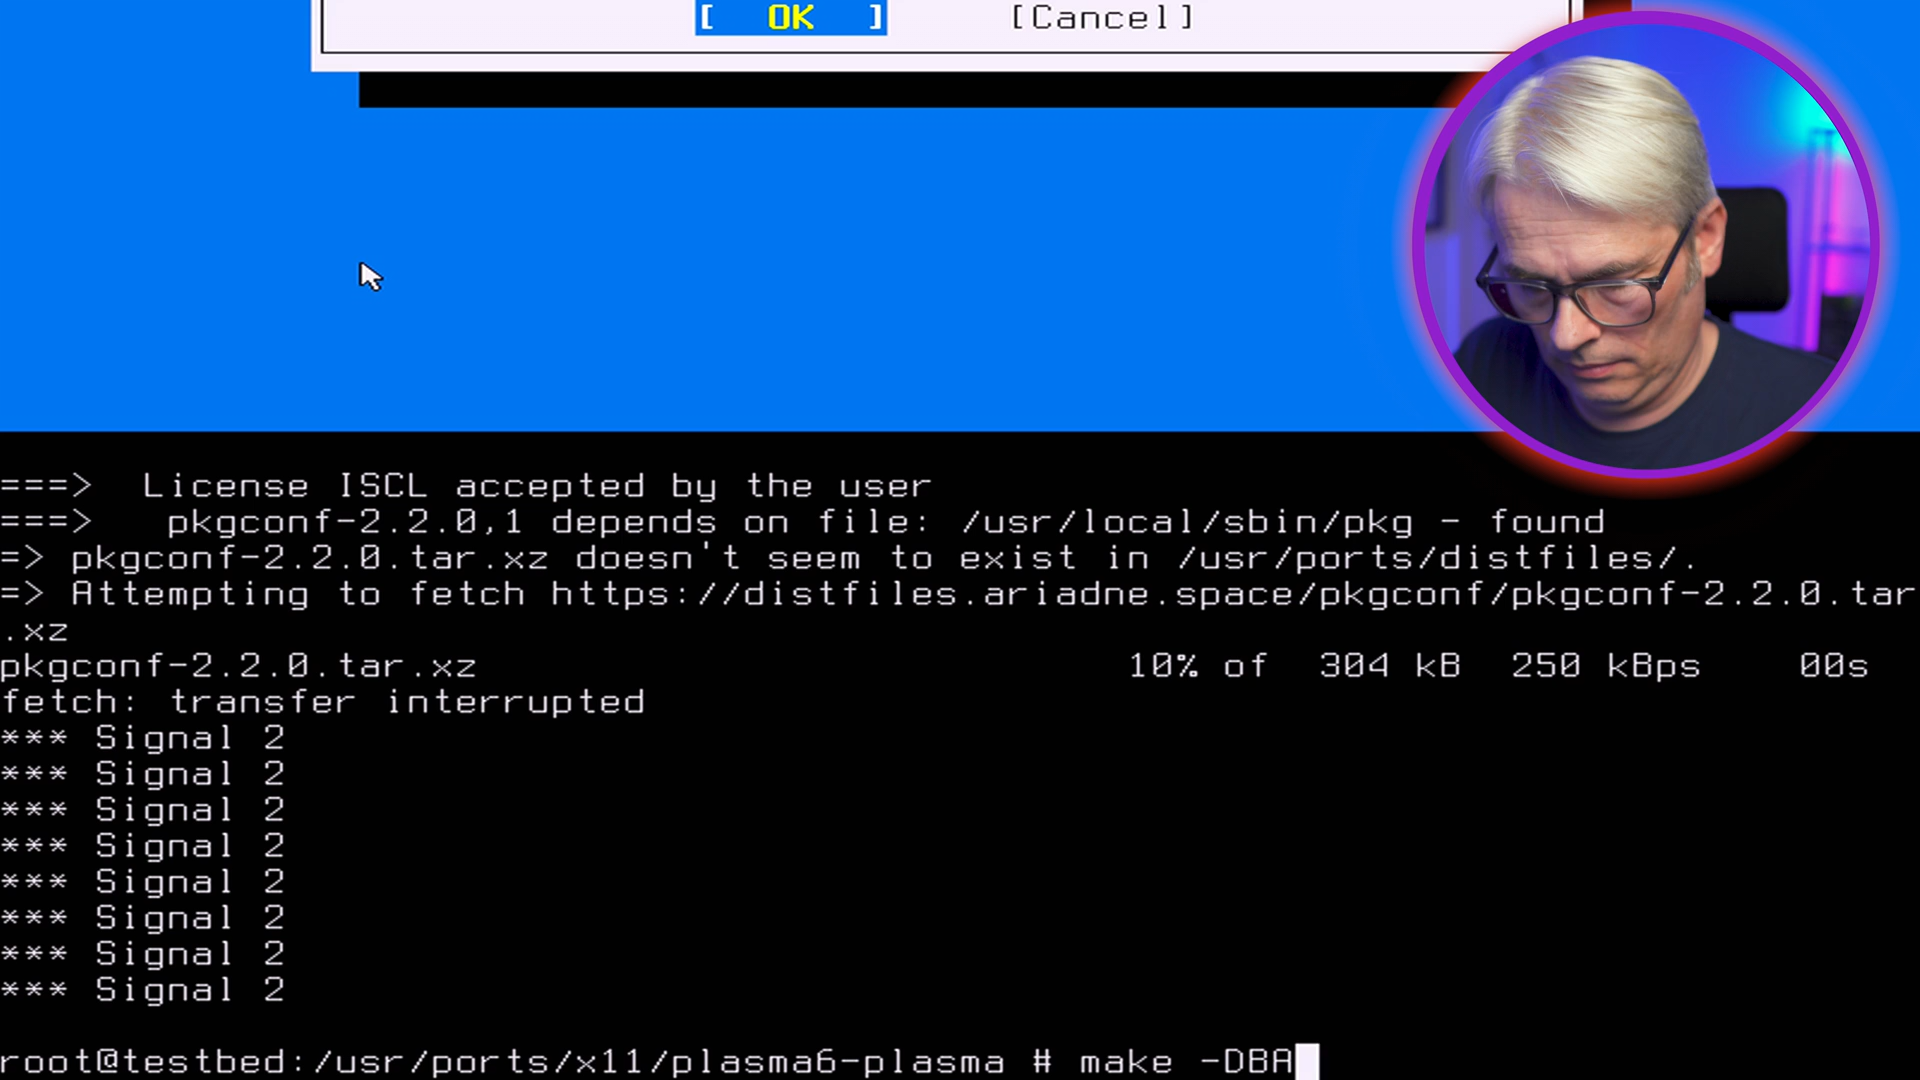 [ OK ] [Cancel]
===> License ISCL accepted by the user
===> pkgconf-2.2.0,1 depends on file: /usr/local/sbin/pkg - found
=> pkgconf-2.2.0.tar.xz doesn't seem to exist in /usr/ports/distfiles/.
=> Attempting to fetch https://distfiles.ariadne.space/pkgconf/pkgconf-2.2.0.tar
.xz
pkgconf-2.2.0.tar.xz 10% of 304 kB 250 kBps 00s
fetch: transfer interrupted
*** Signal 2
*** Signal 2
*** Signal 2
*** Signal 2
*** Signal 2
*** Signal 2
*** Signal 2
*** Signal 2
root@testbed:/usr/ports/x11/plasma6-plasma # make -DBA